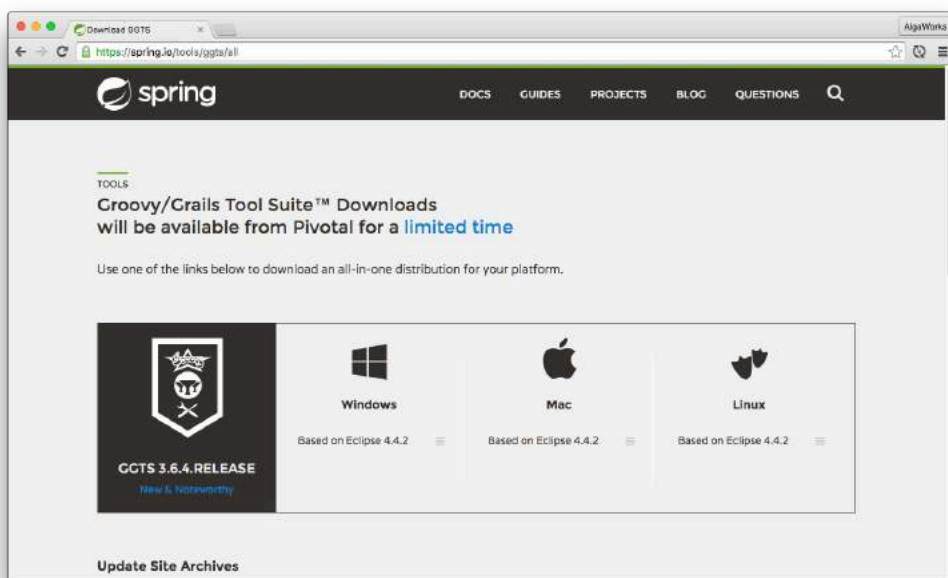 Download GGTS
AlgaWorks
https://spring.io/tools/ggts/all
spring
DOCS GUIDES PROJECTS BLOG QUESTIONS
TOOLS
Groovy/Grails Tool Suite™ Downloads
will be available from Pivotal for a limited time
Use one of the links below to download an all-in-one distribution for your platform.
GGTS 3.6.4.RELEASE
New & Noteworthy
Windows
Based on Eclipse 4.4.2
Mac
Based on Eclipse 4.4.2
Linux
Based on Eclipse 4.4.2
Update Site Archives